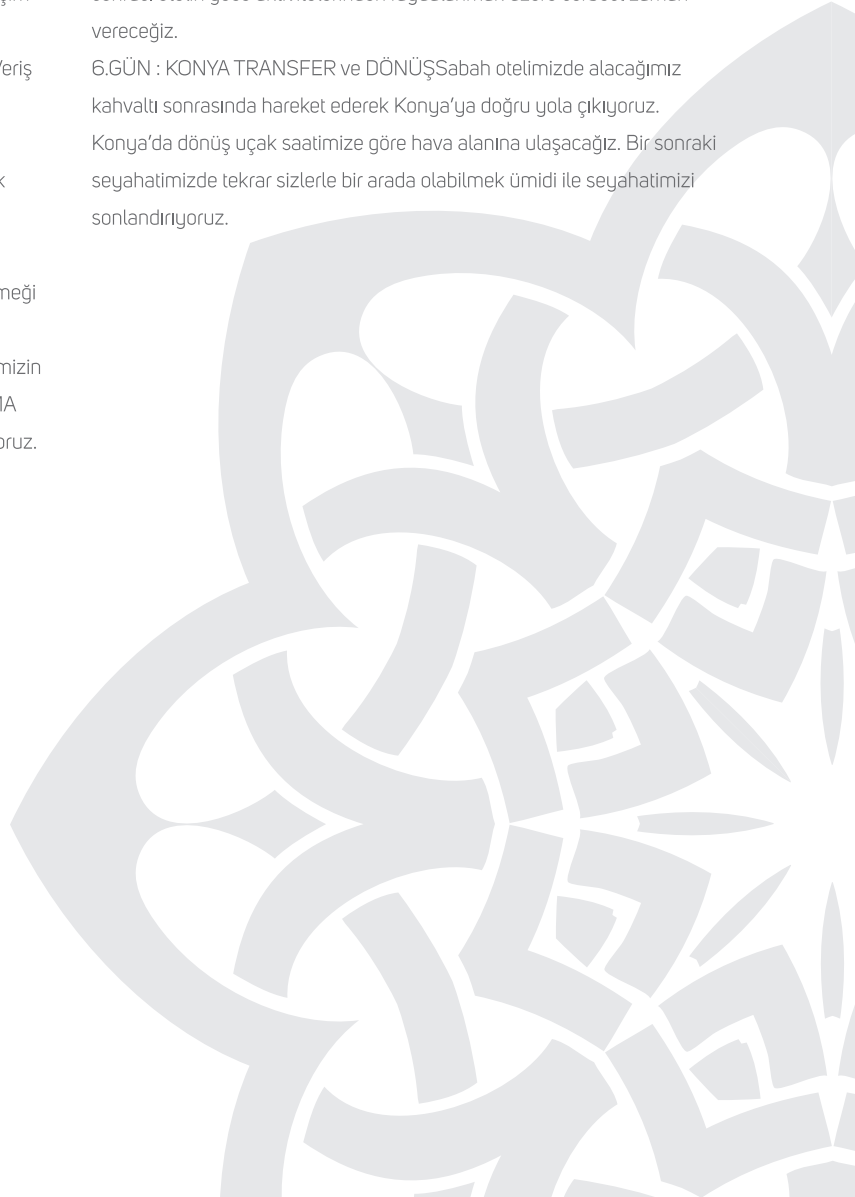 vereceğiz.
6.GÜN : KONYA TRANSFER ve DÖNÜŞSabah otelimizde alacağımız
kahvaltı sonrasında hareket ederek Konya’ya doğru yola çıkıyoruz.
Konya’da dönüş uçak saatimize göre hava alanına ulaşacağız. Bir sonraki
seyahatimizde tekrar sizlerle bir arada olabilmek ümidi ile seyahatimizi
sonlandırıyoruz.